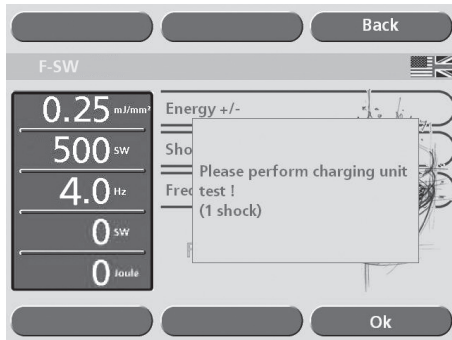 Back
F-SW
0.25 mJ/mm²
Energy +/-
500 sw
Sho
4.0 Hz
Fre
0 sw
0 Joule
Please perform charging unit
test !
(1 shock)
Ok